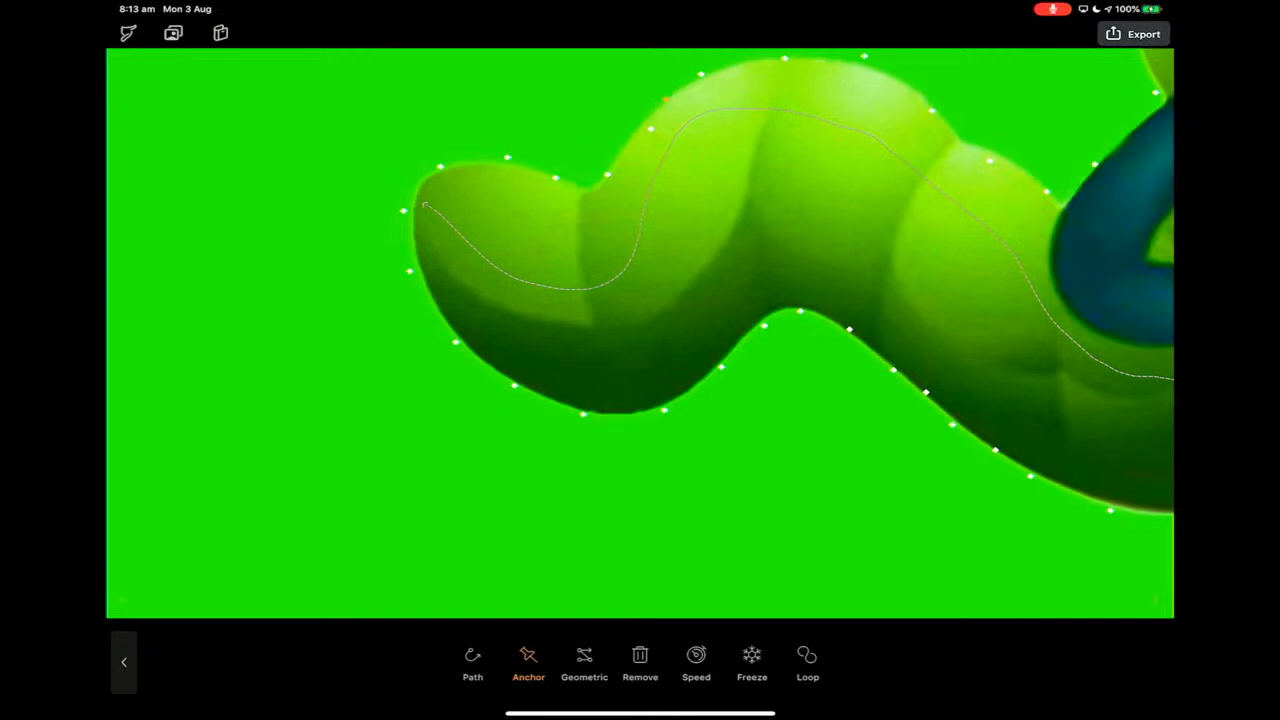 8:13 am Mon 3 Aug
100%
Export
Path Anchor Geometric Remove Speed Freeze Loop